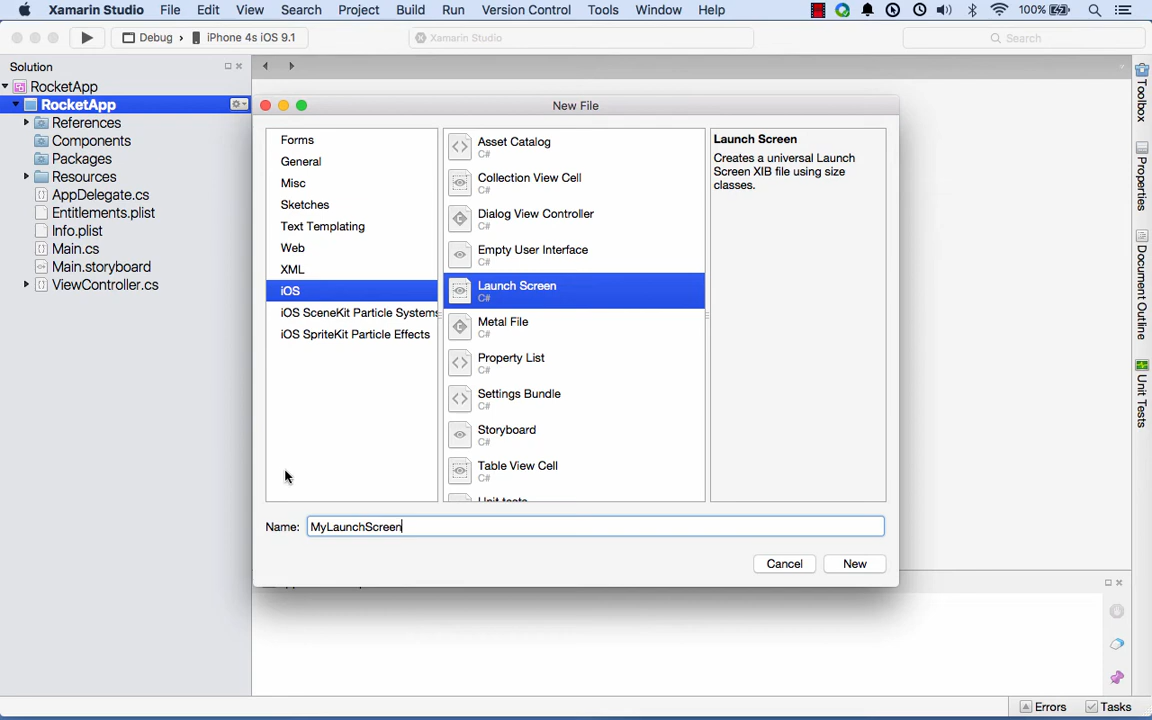 Xamarin Studio File Edit View Search Project Build Run Version Control Tools Window Help 100%
Debug iPhone 4s iOS 9.1 Xamarin Studio Search
Solution
RocketApp
RocketApp
References
Components
Packages
Resources
AppDelegate.cs
Entitlements.plist
Info.plist
Main.cs
Main.storyboard
ViewController.cs
New File
Forms
General
Misc
Sketches
Text Templating
Web
XML
iOS
iOS SceneKit Particle Systems
iOS SpriteKit Particle Effects
Asset Catalog
C#
Collection View Cell
C#
Dialog View Controller
C#
Empty User Interface
C#
Launch Screen
C#
Metal File
C#
Property List
C#
Settings Bundle
C#
Storyboard
C#
Table View Cell
C#
Unit tests
Launch Screen
Creates a universal Launch
Screen XIB file using size
classes.
Name: MyLaunchScreen
Cancel New
Toolbox
Properties
Document Outline
Unit Tests
Errors Tasks